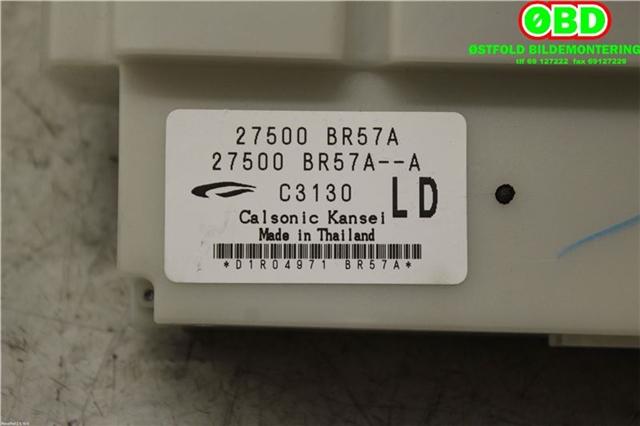 ØBD
ØSTFOLD BILDEMONTERING
tlf 69 127222 fax 69127229
27500 BR57A
27500 BR57A--A
C3130 LD
Calsonic Kansei
Made in Thailand
*D1R04971 BR57A*